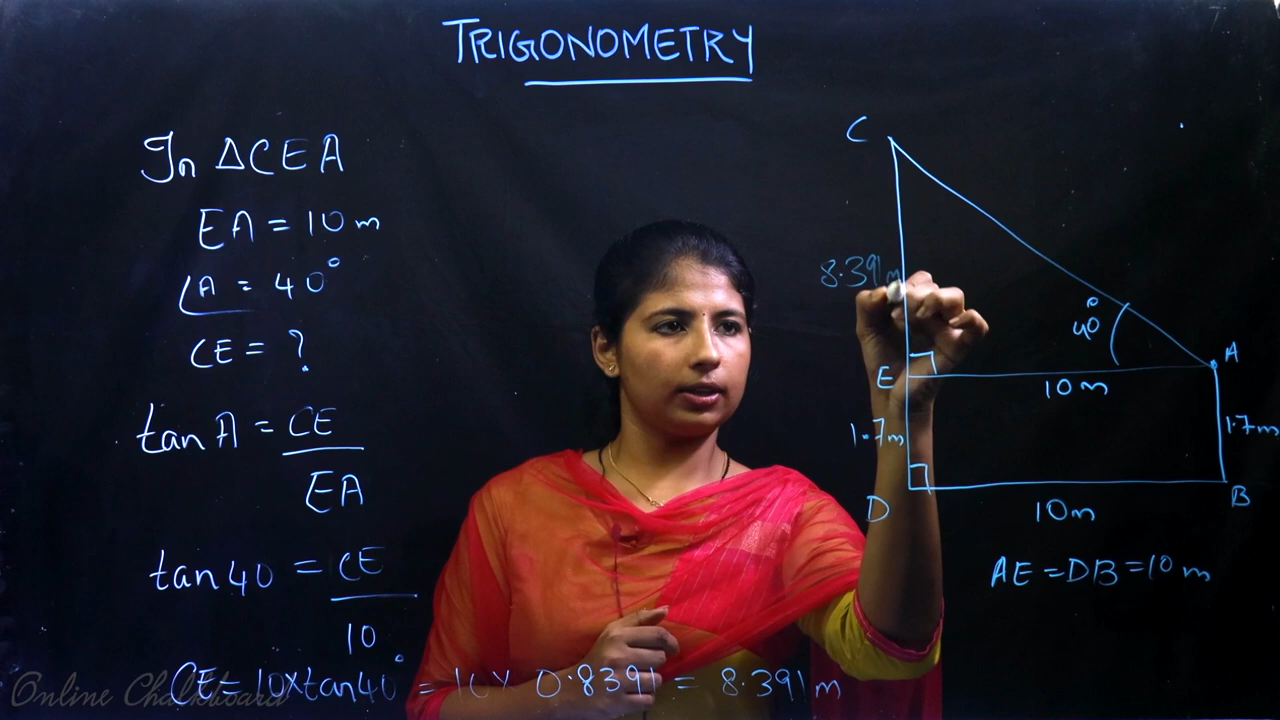 TRIGONOMETRY
In ΔCEA
EA = 10 m
∠A = 40°
CE = ?
tan A = CE
EA
tan 40 = CE
10
CE = 10×tan40° = 10× 0.8391 = 8.391 m
Online Chalkboard
C
8.391m
40°
A
E
10 m
1.7m
1.7m
D
B
10 m
AE = DB = 10 m